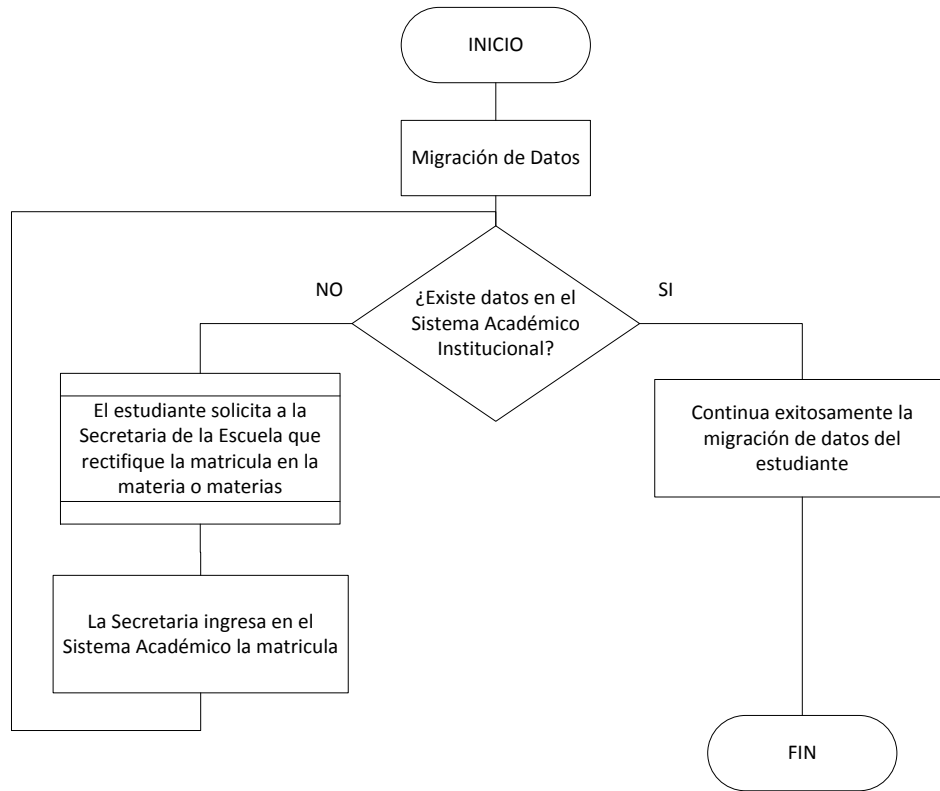 INICIO
Migración de Datos
¿Existe datos en el
Sistema Académico
Institucional?
NO
SI
El estudiante solicita a la
Secretaria de la Escuela que
rectifique la matricula en la
materia o materias
Continua exitosamente la
migración de datos del
estudiante
La Secretaria ingresa en el
Sistema Académico la matricula
FIN